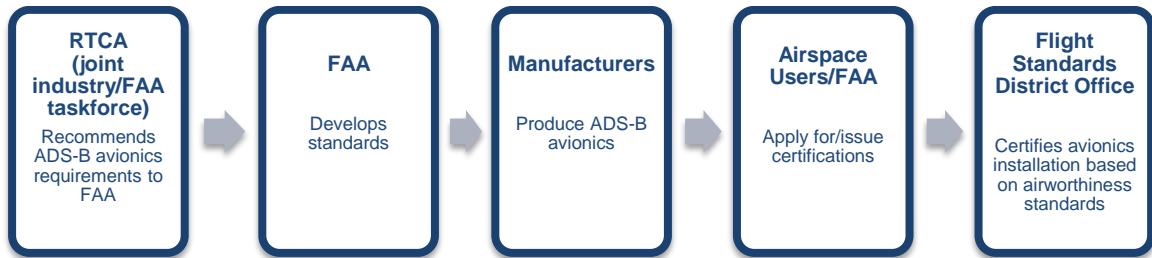 RTCA
(joint
industry/FAA
taskforce)
Recommends
ADS-B avionics
requirements to
FAA
FAA
Develops
standards
Manufacturers
Produce ADS-B
avionics
Airspace
Users/FAA
Apply for/issue
certifications
Flight
Standards
District Office
Certifies avionics
installation based
on airworthiness
standards